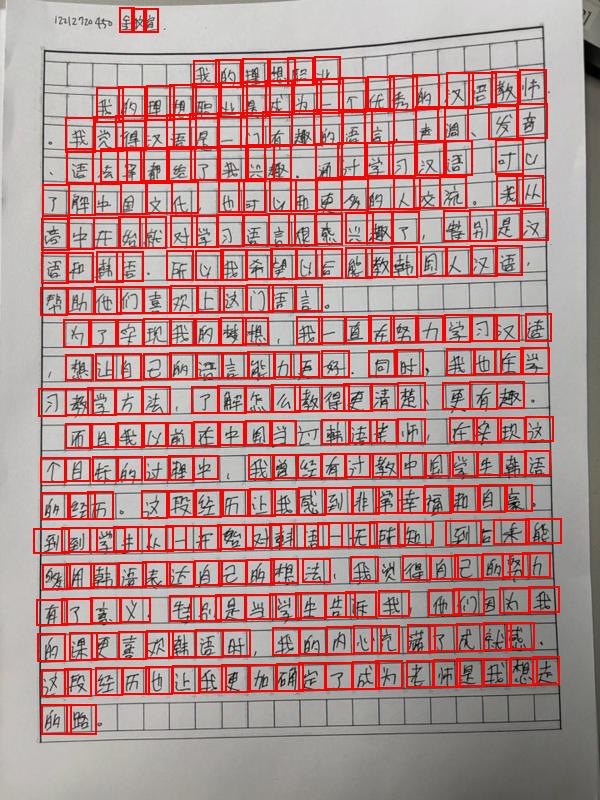 12212720450 金玟宣
我的理想职业
我的理想职业是成为一个优秀的汉语教师
。我觉得汉语是一门有趣的语言,声调、发音
、语法等都给了我兴趣。通过学习汉语 可以
了解中国文化,也可以和更多的人交流。我从
高中开始就对学习语言很感兴趣了,特别是汉
语和韩语。所以我希望以后能教韩国人汉语,
帮助他们喜欢上这门语言。
为了实现我的梦想,我一直在努力学习汉语
,想让自己的语言能力更好。同时,我也在学
习教学方法,了解怎么教得更清楚、更有趣。
而且我以前在中国当过韩语老师,在实现这
个目标的过程中,我曾经有过教中国学生韩语
的经历。这段经历让我感到非常幸福和自豪。
看到学生从一开始对韩语一无所知,到后来能
够用韩语表达自己的想法,我觉得自己的努力
有了意义。特别是当学生告诉我,他们因为我
的课更喜欢韩语时,我的内心充满了成就感。
这段经历也让我更加确定了成为老师是我想走
的路。